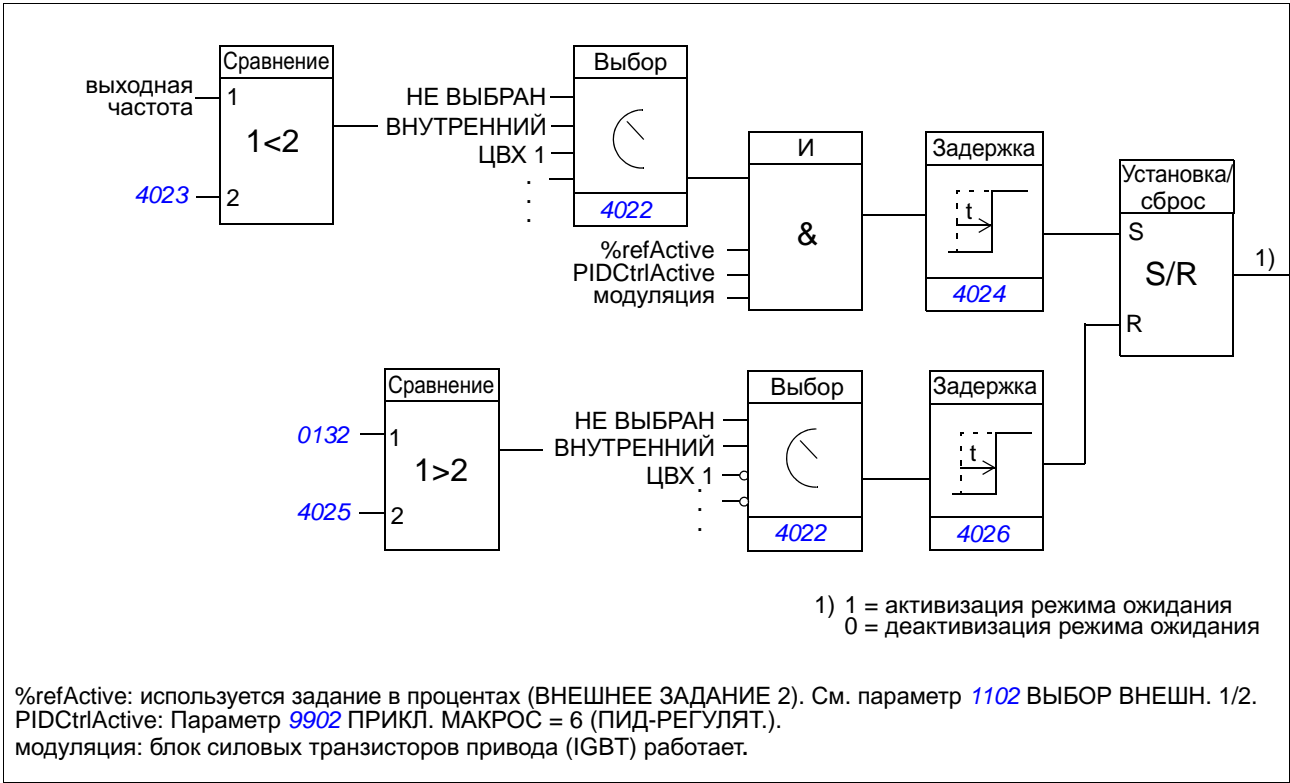 Сравнение
выходная
частота
1
1<2
4023
2
Выбор
НЕ ВЫБРАН
ВНУТРЕННИЙ
ЦВХ 1
.
.
.
4022
И
&
%refActive
PIDCtrlActive
модуляция
Задержка
t
4024
Установка/
сброс
S
S/R
R
1)
Сравнение
0132
1
1>2
4025
2
Выбор
НЕ ВЫБРАН
ВНУТРЕННИЙ
ЦВХ 1
.
.
.
4022
Задержка
t
4026
1) 1 = активизация режима ожидания
0 = деактивизация режима ожидания
%refActive: используется задание в процентах (ВНЕШНЕЕ ЗАДАНИЕ 2). См. параметр 1102 ВЫБОР ВНЕШН. 1/2.
PIDCtrlActive: Параметр 9902 ПРИКЛ. МАКРОС = 6 (ПИД-РЕГУЛЯТ.).
модуляция: блок силовых транзисторов привода (IGBT) работает.